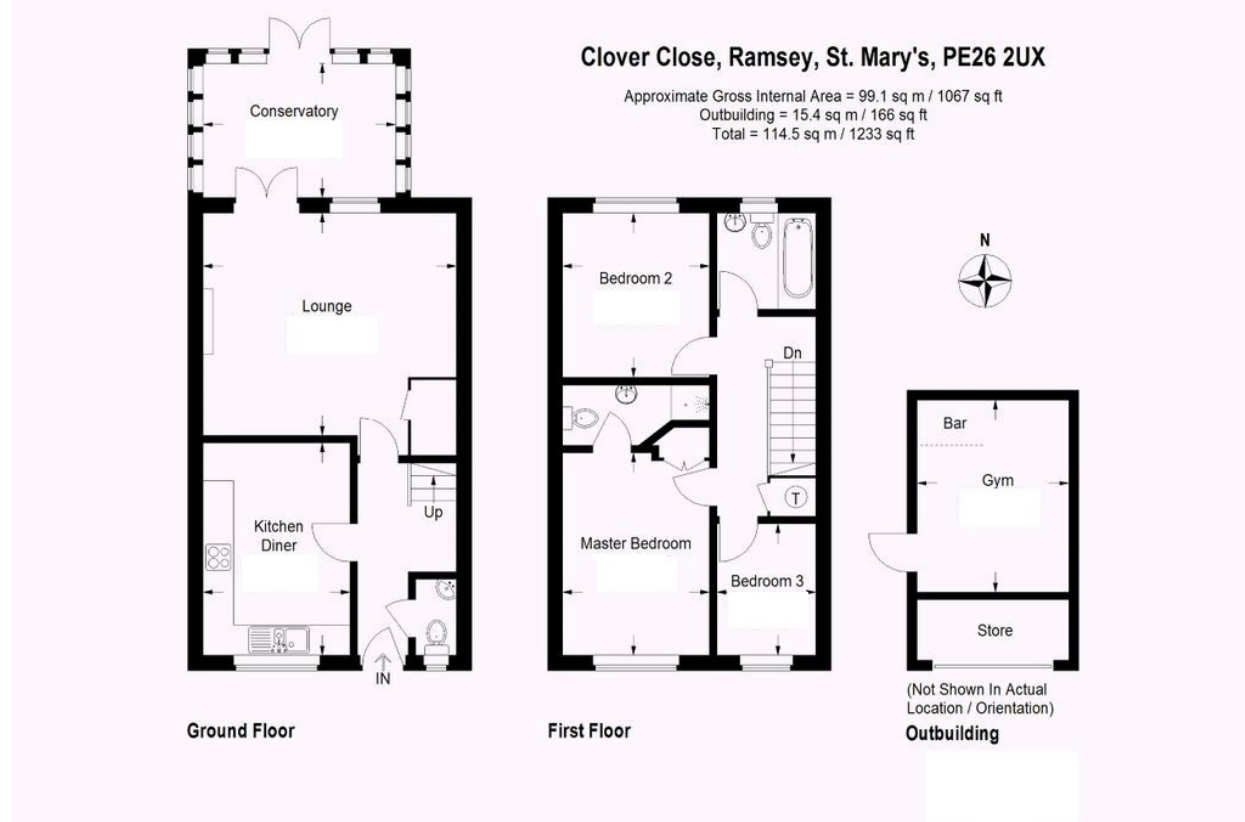 Clover Close, Ramsey, St. Mary's, PE26 2UX
Approximate Gross Internal Area = 99.1 sq m / 1067 sq ft
Outbuilding = 15.4 sq m / 166 sq ft
Total = 114.5 sq m / 1233 sq ft
Conservatory
Lounge
Kitchen
Diner
Up
IN
Ground Floor
Bedroom 2
Dn
T
Master Bedroom
Bedroom 3
First Floor
N
Bar
Gym
Store
(Not Shown In Actual
Location / Orientation)
Outbuilding